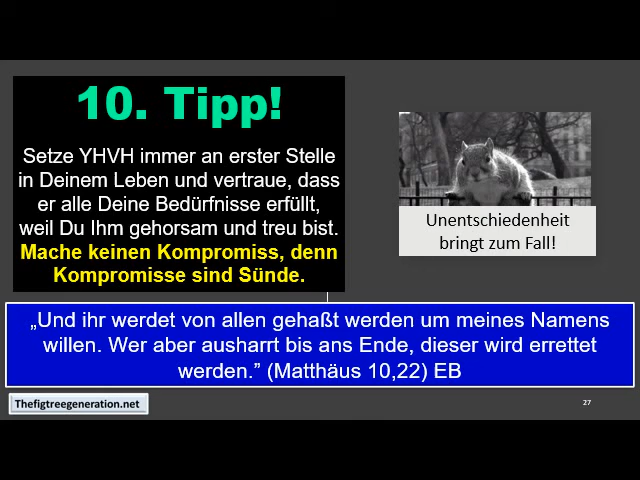 10. Tipp!
Setze YHVH immer an erster Stelle
in Deinem Leben und vertraue, dass
er alle Deine Bedürfnisse erfüllt,
weil Du Ihm gehorsam und treu bist.
Mache keinen Kompromiss, denn
Kompromisse sind Sünde.
Unentschiedenheit
bringt zum Fall!
„Und ihr werdet von allen gehaßt werden um meines Namens
willen. Wer aber ausharrt bis ans Ende, dieser wird errettet
werden.” (Matthäus 10,22) EB
Thefigtreegeneration.net
27